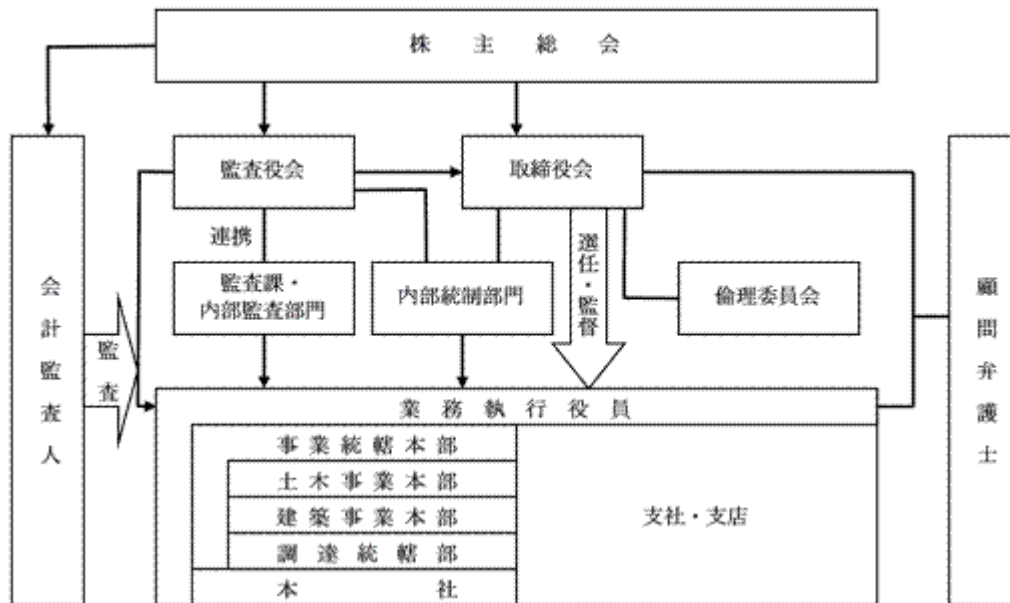 株主総会
監査役会
取締役会
連携
選任・監督
監査課・
内部監査部門
内部統制部門
倫理委員会
会計監査人
監査
顧問弁護士
業務執行役員
事業統轄本部
土木事業本部
建築事業本部
調達統轄部
本社
支社・支店